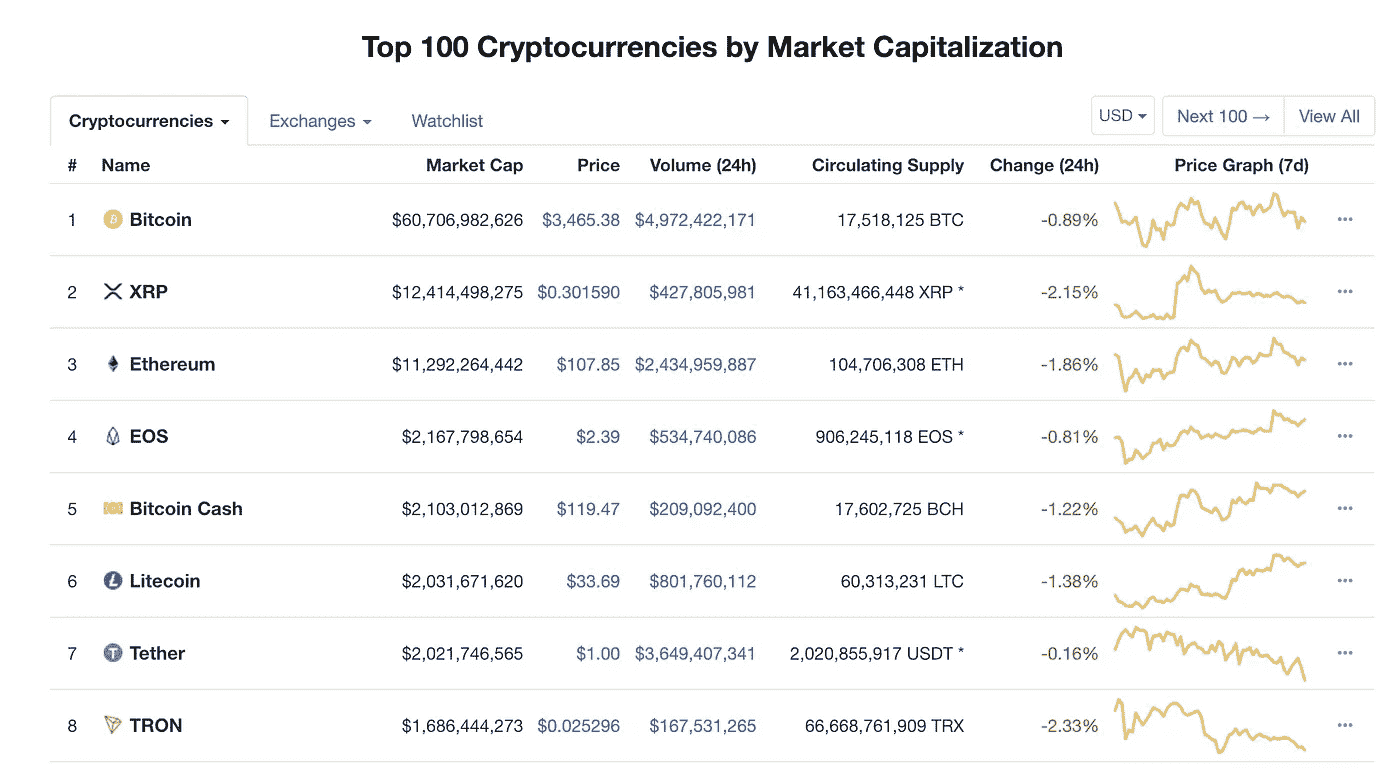 Top 100 Cryptocurrencies by Market Capitalization
Cryptocurrencies Exchanges Watchlist USD Next 100 → View All
# Name Market Cap Price Volume (24h) Circulating Supply Change (24h) Price Graph (7d)
1 Bitcoin $60,706,982,626 $3,465.38 $4,972,422,171 17,518,125 BTC -0.89%
2 XRP $12,414,498,275 $0.301590 $427,805,981 41,163,466,448 XRP * -2.15%
3 Ethereum $11,292,264,442 $107.85 $2,434,959,887 104,706,308 ETH -1.86%
4 EOS $2,167,798,654 $2.39 $534,740,086 906,245,118 EOS * -0.81%
5 Bitcoin Cash $2,103,012,869 $119.47 $209,092,400 17,602,725 BCH -1.22%
6 Litecoin $2,031,671,620 $33.69 $801,760,112 60,313,231 LTC -1.38%
7 Tether $2,021,746,565 $1.00 $3,649,407,341 2,020,855,917 USDT * -0.16%
8 TRON $1,686,444,273 $0.025296 $167,531,265 66,668,761,909 TRX -2.33%